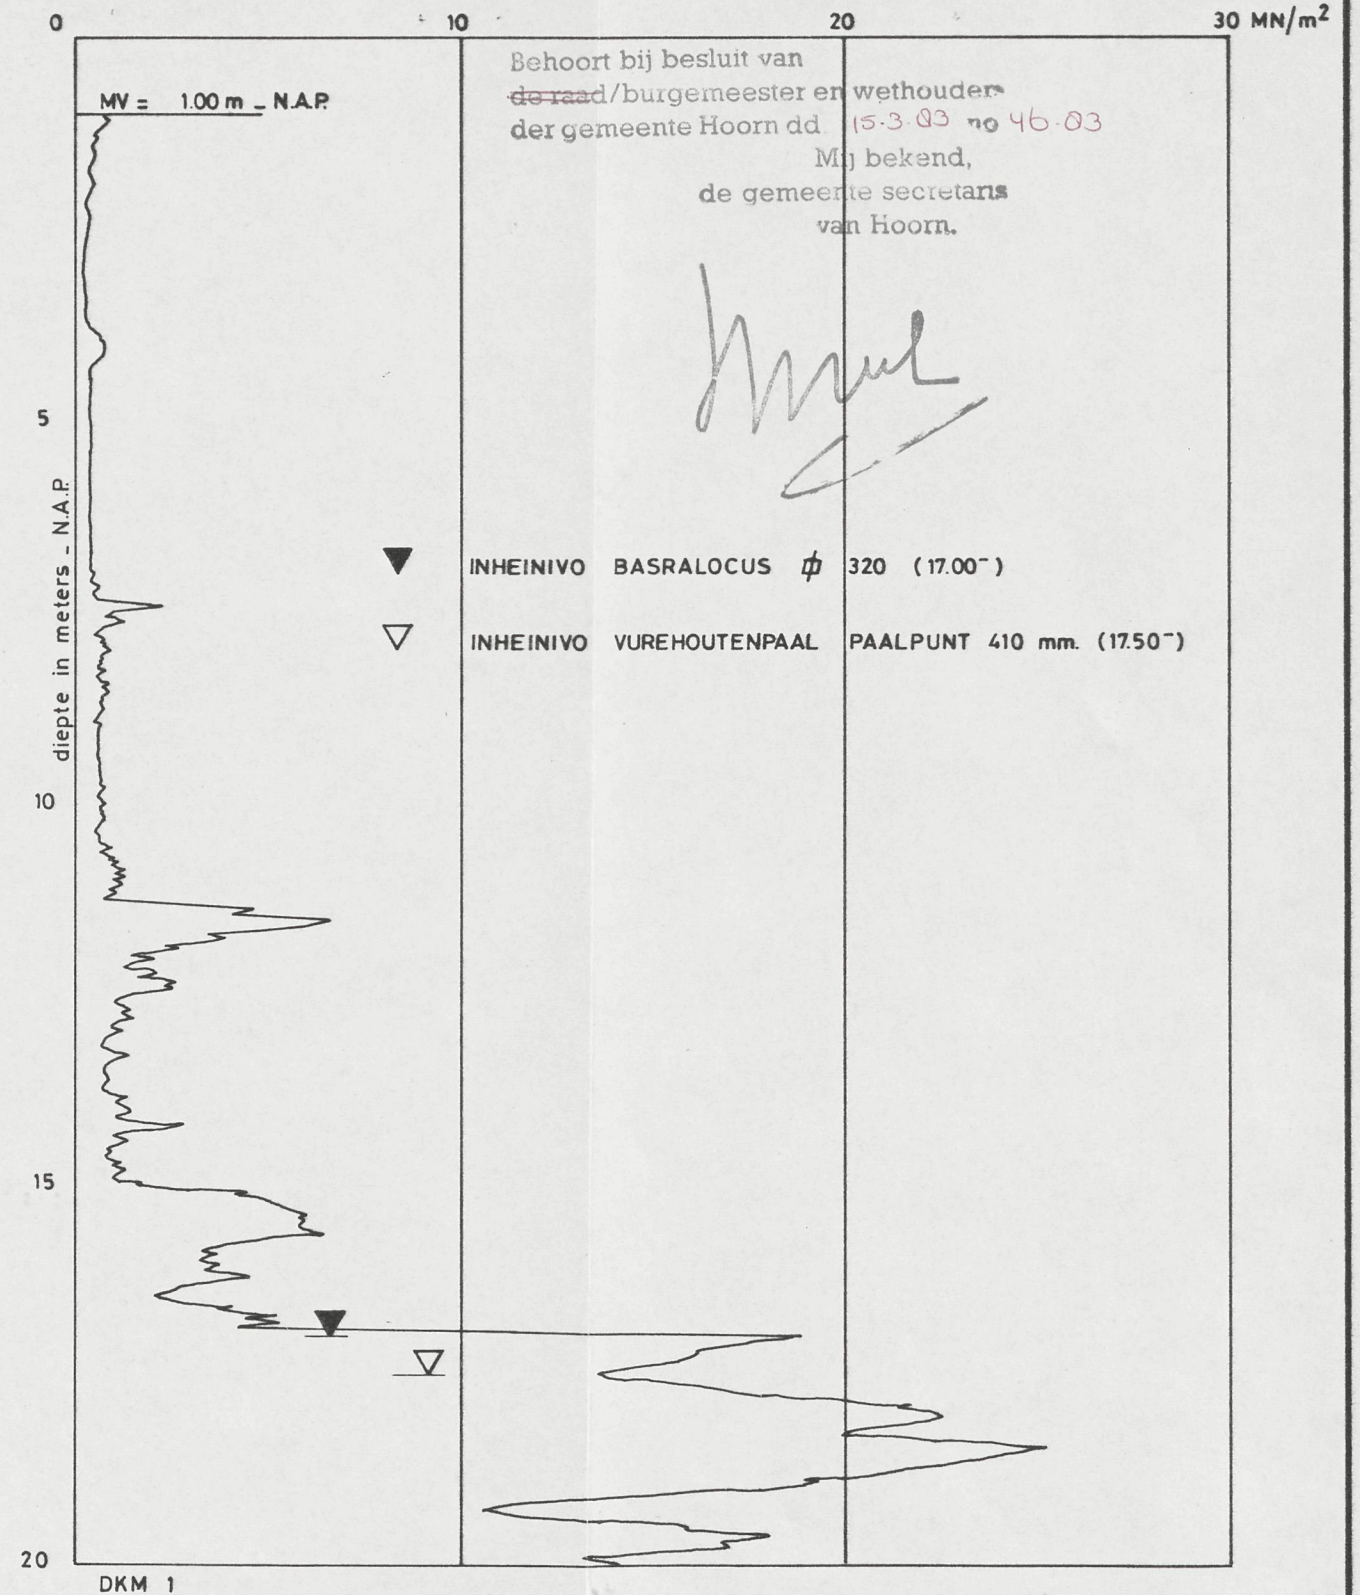 0 10 20 30 MN/m²
Behoort bij besluit van
MV = 1.00 m - N.A.P.
de raad/burgemeester en wethouders
der gemeente Hoorn dd 15-3-83 no 46-83
Mij bekend,
de gemeente secretaris
van Hoorn.
5
diepte in meters - N.A.P.
INHEINIVO BASRALOCUS ⌀ 320 (17.00⁻)
INHEINIVO VUREHOUTENPAAL PAALPUNT 410 mm. (17.50⁻)
10
15
20
DKM 1